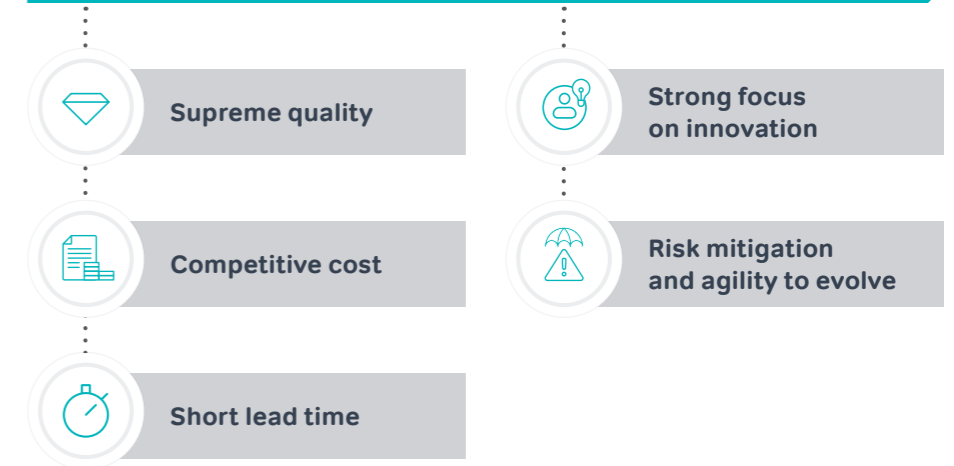 Supreme quality
Competitive cost
Short lead time
Strong focus
on innovation
Risk mitigation
and agility to evolve